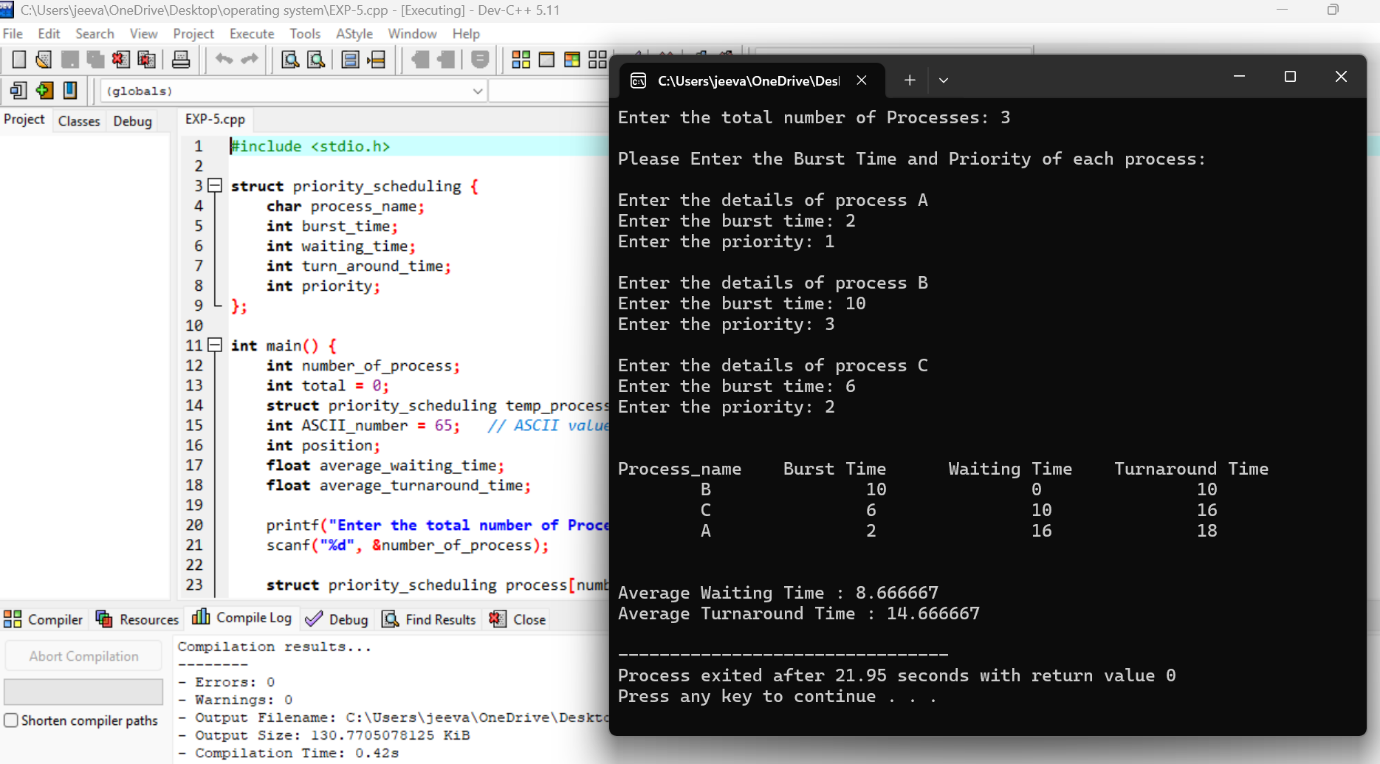 C:\Users\jeeva\OneDrive\Desktop\operating system\EXP-5.cpp - [Executing] - Dev-C++ 5.11
File Edit Search View Project Execute Tools AStyle Window Help
(globals)
Project Classes Debug
EXP-5.cpp
1 #include <stdio.h>
2
3 struct priority_scheduling {
4 char process_name;
5 int burst_time;
6 int waiting_time;
7 int turn_around_time;
8 int priority;
9 };
10
11 int main() {
12 int number_of_process;
13 int total = 0;
14 struct priority_scheduling temp_process
15 int ASCII_number = 65; // ASCII value
16 int position;
17 float average_waiting_time;
18 float average_turnaround_time;
19
20 printf("Enter the total number of Proce
21 scanf("%d", &number_of_process);
22
23 struct priority_scheduling process[numb
Compiler Resources Compile Log Debug Find Results Close
Abort Compilation
Shorten compiler paths
Compilation results...
--------
- Errors: 0
- Warnings: 0
- Output Filename: C:\Users\jeeva\OneDrive\Deskto
- Output Size: 130.7705078125 KiB
- Compilation Time: 0.42s
C:\Users\jeeva\OneDrive\Desl
Enter the total number of Processes: 3
Please Enter the Burst Time and Priority of each process:
Enter the details of process A
Enter the burst time: 2
Enter the priority: 1
Enter the details of process B
Enter the burst time: 10
Enter the priority: 3
Enter the details of process C
Enter the burst time: 6
Enter the priority: 2
Process_name Burst Time Waiting Time Turnaround Time
B 10 0 10
C 6 10 16
A 2 16 18
Average Waiting Time : 8.666667
Average Turnaround Time : 14.666667
--------------------------------
Process exited after 21.95 seconds with return value 0
Press any key to continue . . .